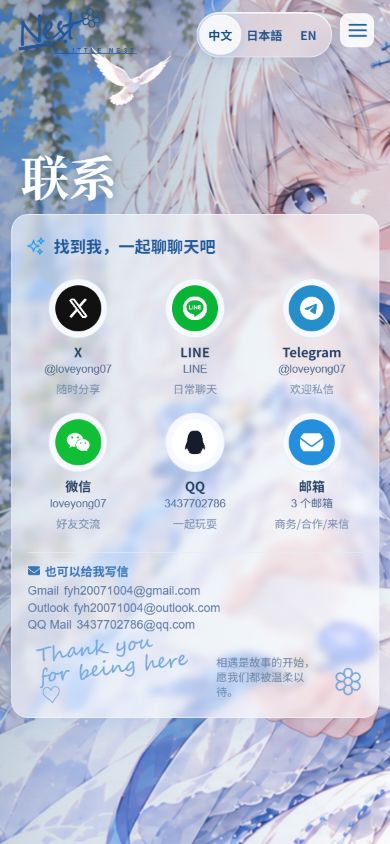 Nest
LITTLE NEST
中文 日本語 EN
联系
找到我，一起聊聊天吧
X LINE Telegram
@loveyong07 LINE @loveyong07
随时分享 日常聊天 欢迎私信
微信 QQ 邮箱
loveyong07 3437702786 3 个邮箱
好友交流 一起玩耍 商务/合作/来信
也可以给我写信
Gmail fyh20071004@gmail.com
Outlook fyh20071004@outlook.com
QQ Mail 3437702786@qq.com
Thank you
for being here
相遇是故事的开始，
愿我们都被温柔以
待。